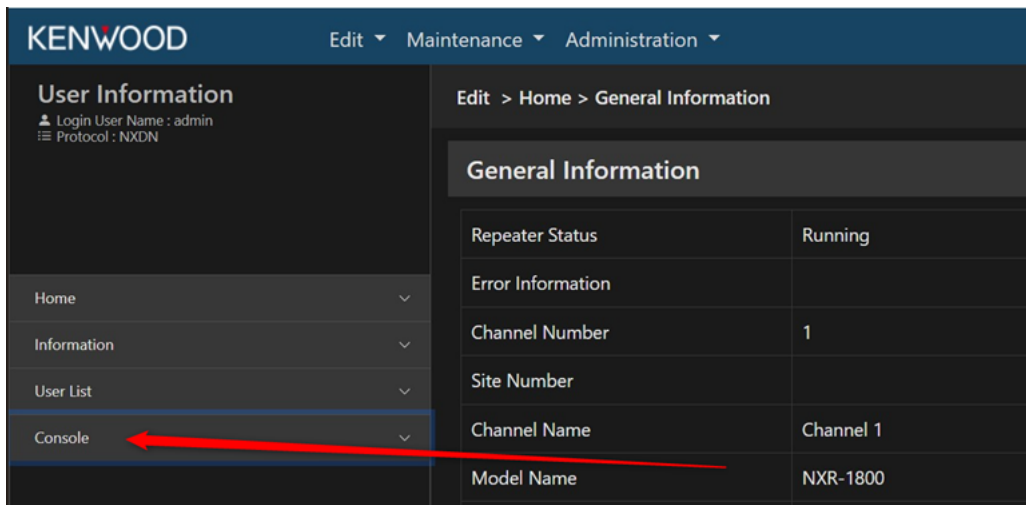 KENWOOD
Edit Maintenance Administration
User Information
Login User Name : admin
Protocol : NXDN
Home
Information
User List
Console
Edit > Home > General Information
General Information
Repeater Status Running
Error Information
Channel Number 1
Site Number
Channel Name Channel 1
Model Name NXR-1800